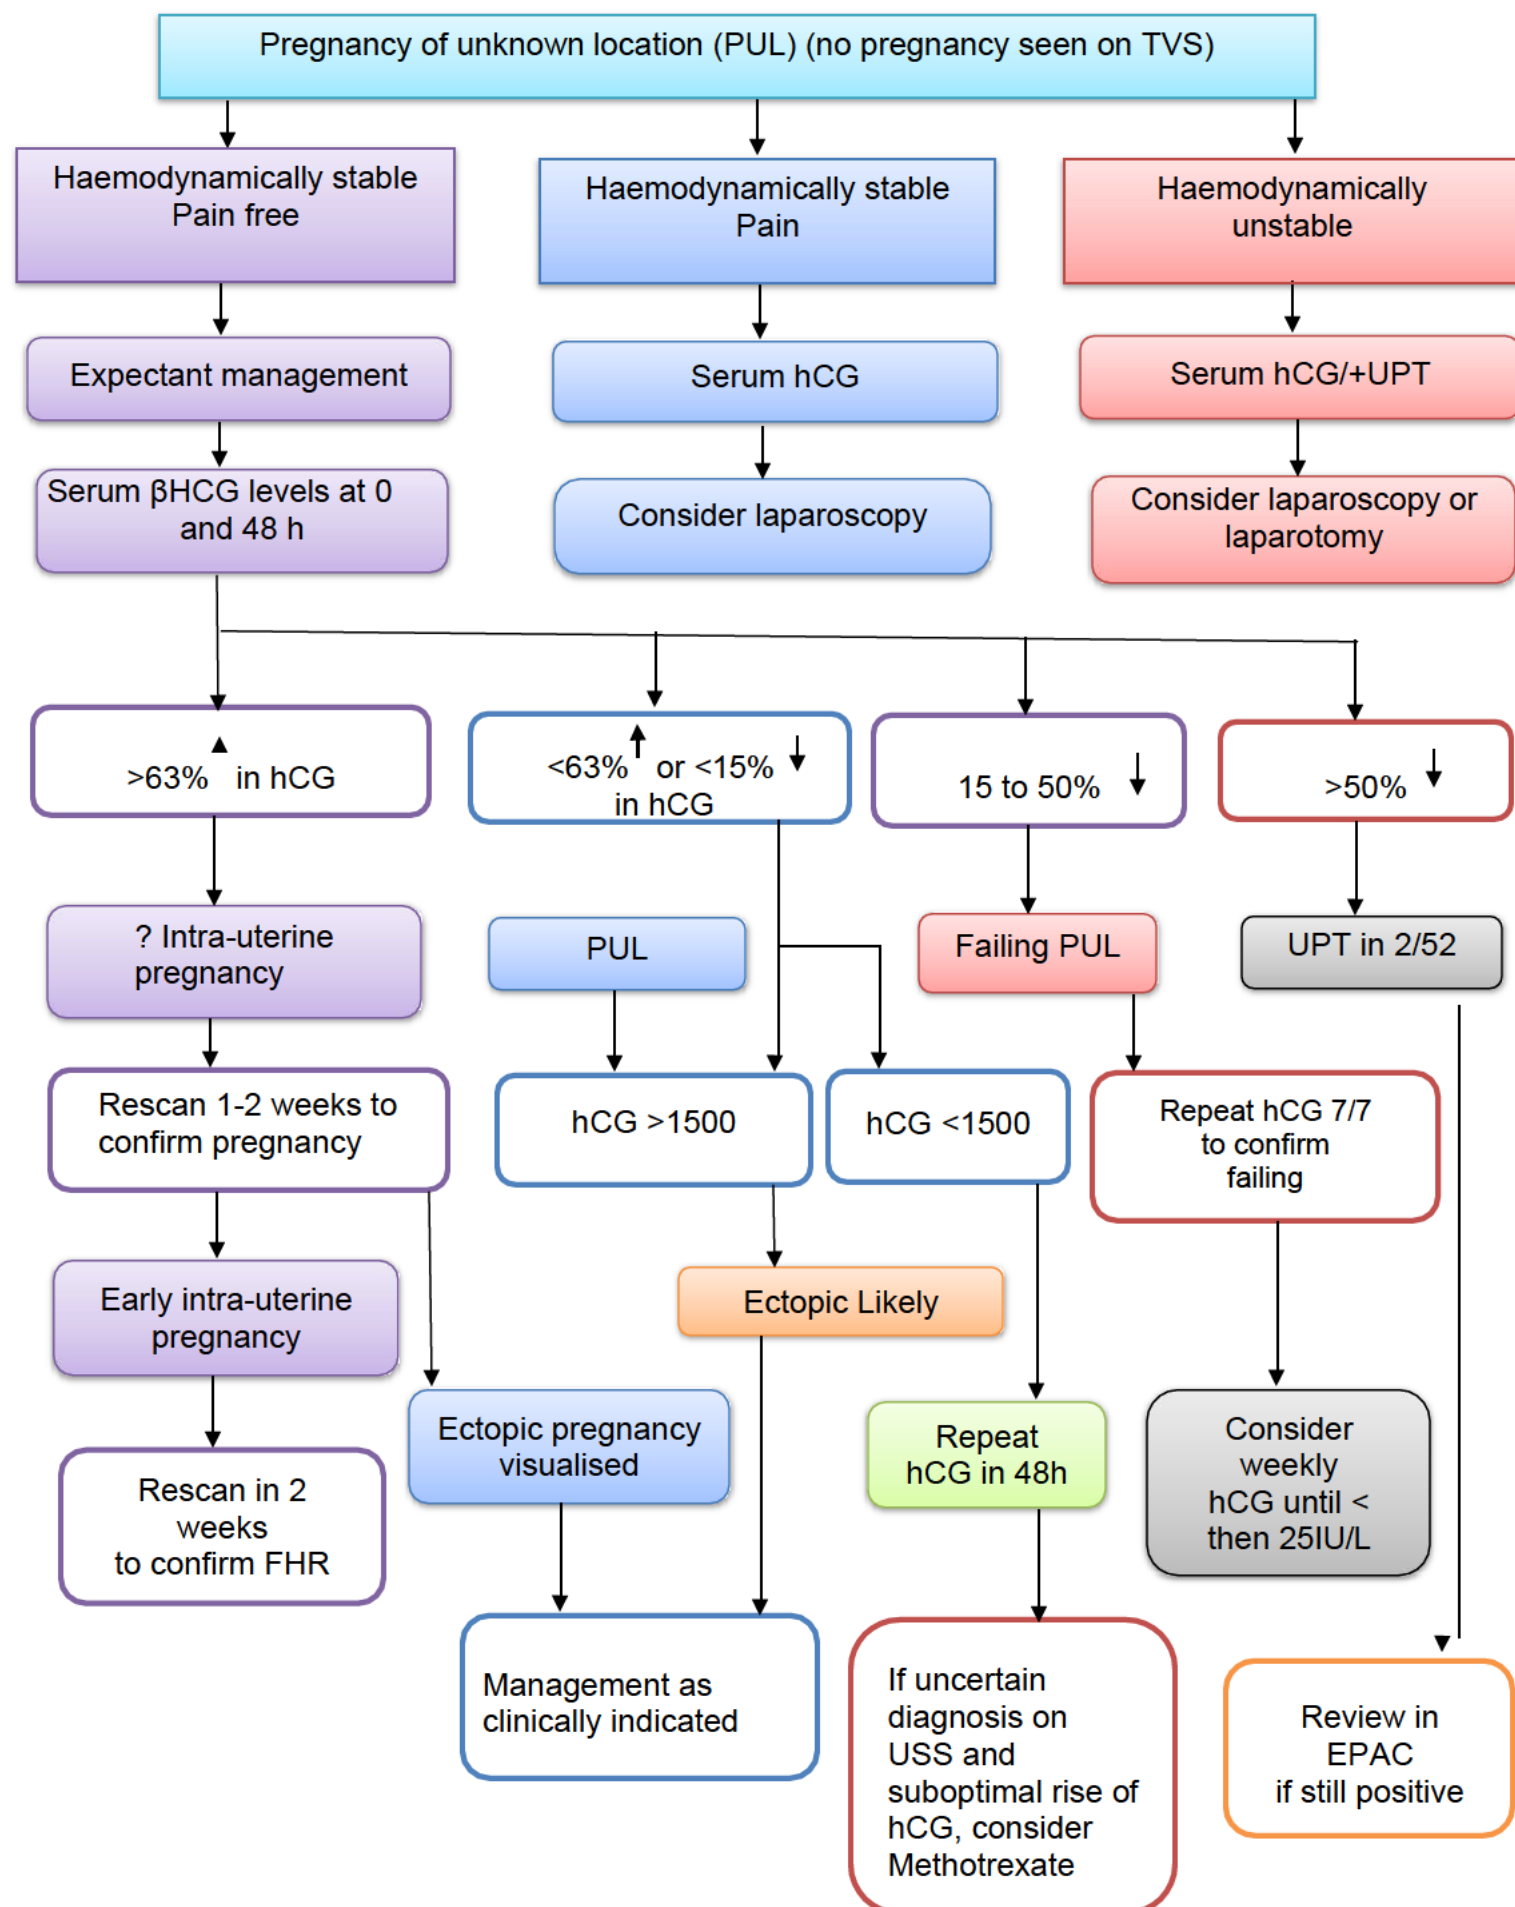 Pregnancy of unknown location (PUL) (no pregnancy seen on TVS)
Haemodynamically stable
Pain free
Haemodynamically stable
Pain
Haemodynamically
unstable
Expectant management
Serum hCG
Serum hCG/+UPT
Serum βHCG levels at 0
and 48 h
Consider laparoscopy
Consider laparoscopy or
laparotomy
>63% in hCG
<63% or <15%
in hCG
15 to 50%
>50%
? Intra-uterine
pregnancy
PUL
Failing PUL
UPT in 2/52
Rescan 1-2 weeks to
confirm pregnancy
hCG >1500
hCG <1500
Repeat hCG 7/7
to confirm
failing
Early intra-uterine
pregnancy
Ectopic Likely
Ectopic pregnancy
visualised
Repeat
hCG in 48h
Consider
weekly
hCG until <
then 25IU/L
Rescan in 2
weeks
to confirm FHR
Management as
clinically indicated
If uncertain
diagnosis on
USS and
suboptimal rise of
hCG, consider
Methotrexate
Review in
EPAC
if still positive